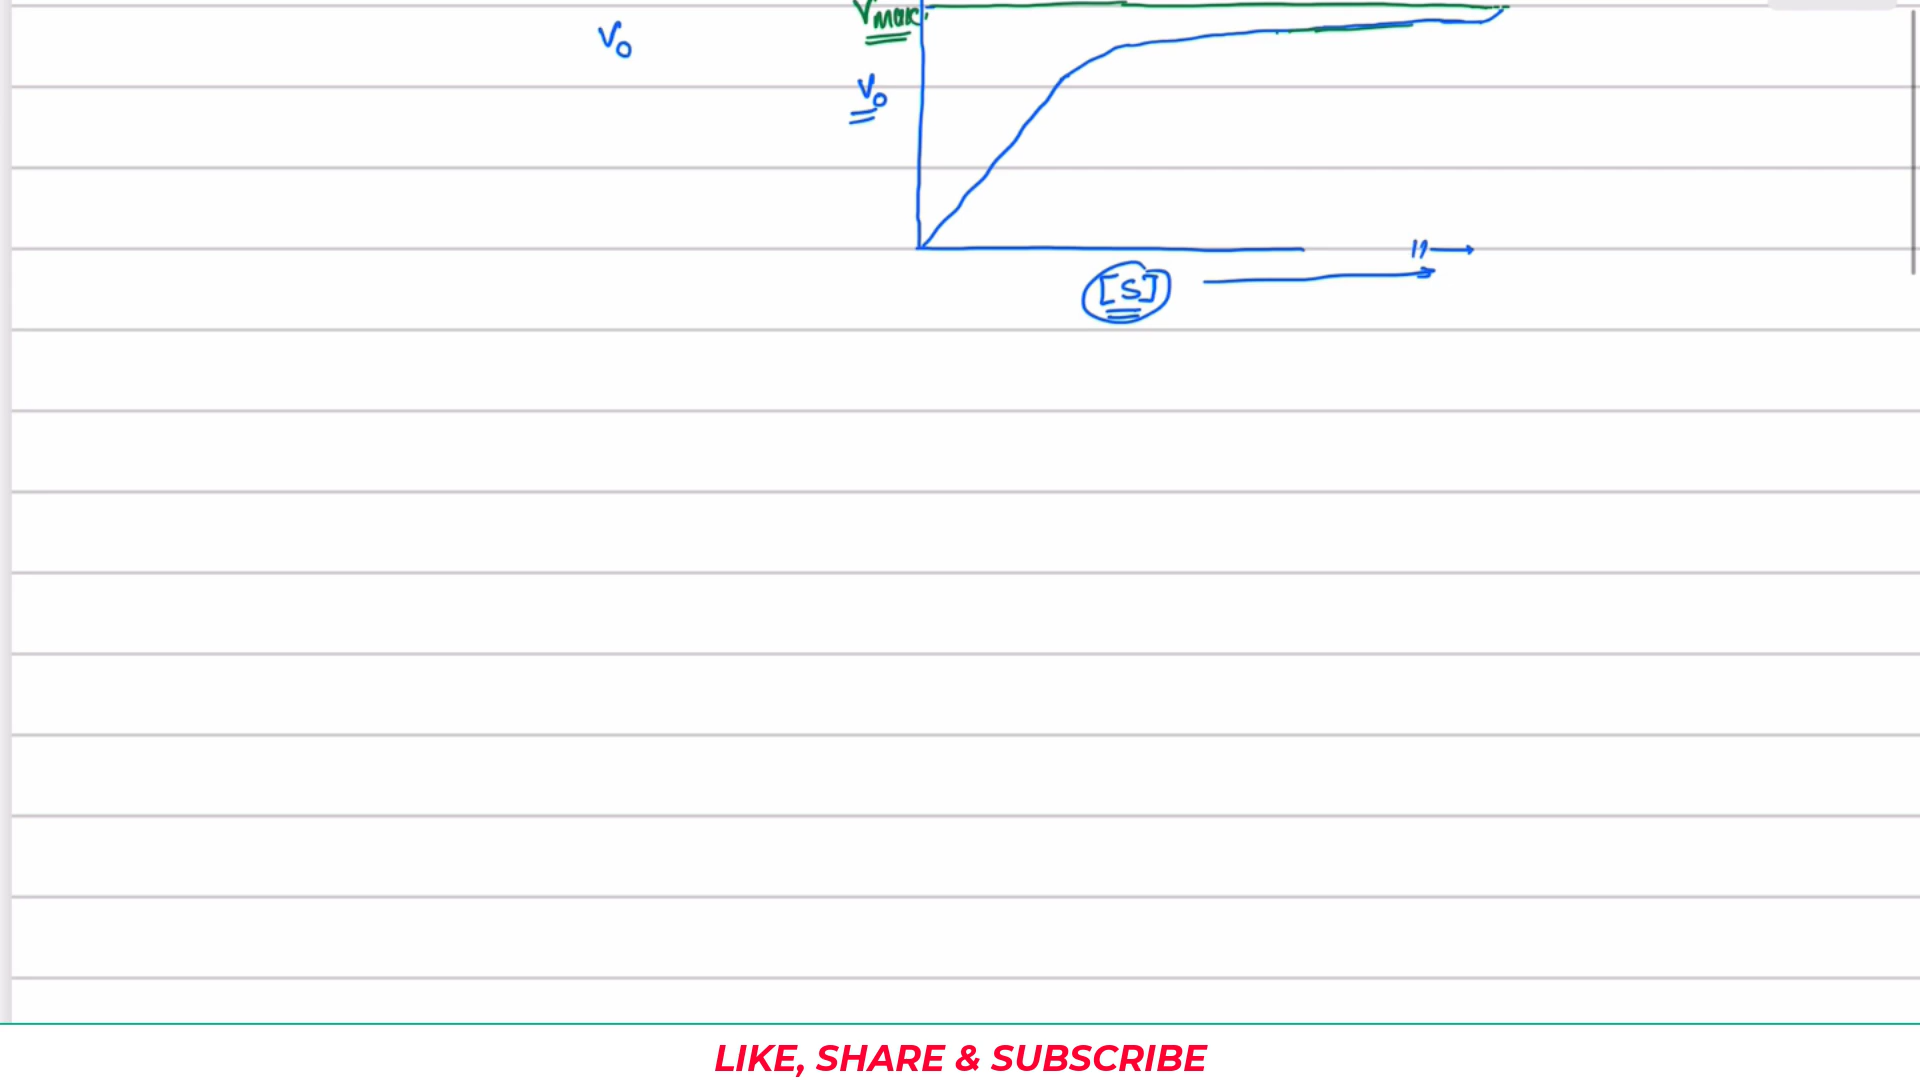 Vmax
V₀
V₀
[S]
LIKE, SHARE & SUBSCRIBE